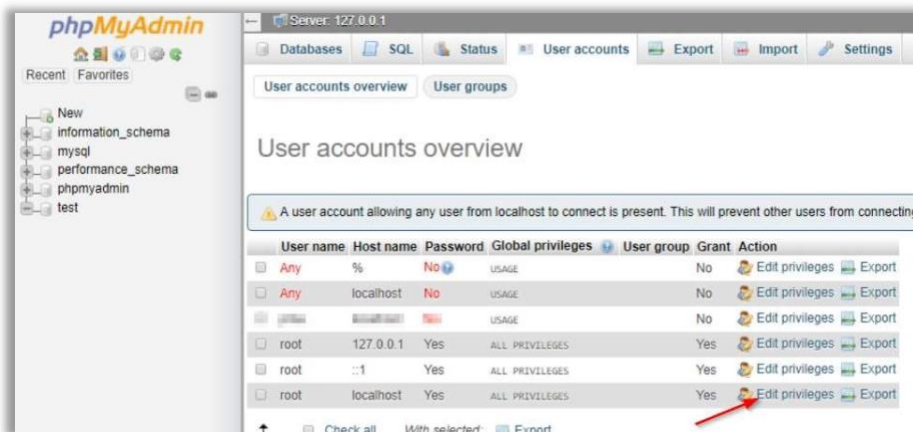 phpMyAdmin
Recent Favorites
New
information_schema
mysql
performance_schema
phpmyadmin
test
Server: 127.0.0.1
Databases SQL Status User accounts Export Import Settings
User accounts overview User groups
User accounts overview
A user account allowing any user from localhost to connect is present. This will prevent other users from connecting
User name Host name Password Global privileges User group Grant Action
Any % No USAGE No Edit privileges Export
Any localhost No USAGE No Edit privileges Export
USAGE No Edit privileges Export
root 127.0.0.1 Yes ALL PRIVILEGES Yes Edit privileges Export
root ::1 Yes ALL PRIVILEGES Yes Edit privileges Export
root localhost Yes ALL PRIVILEGES Yes Edit privileges Export
Check all With selected: Export